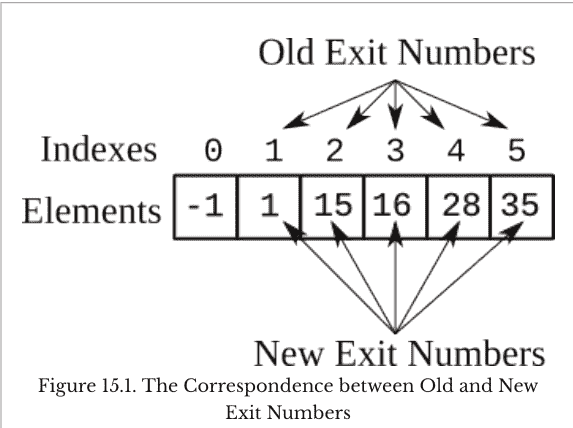 Old Exit Numbers
Indexes 0 1 2 3 4 5
Elements -1 1 15 16 28 35
New Exit Numbers
Figure 15.1. The Correspondence between Old and New
Exit Numbers